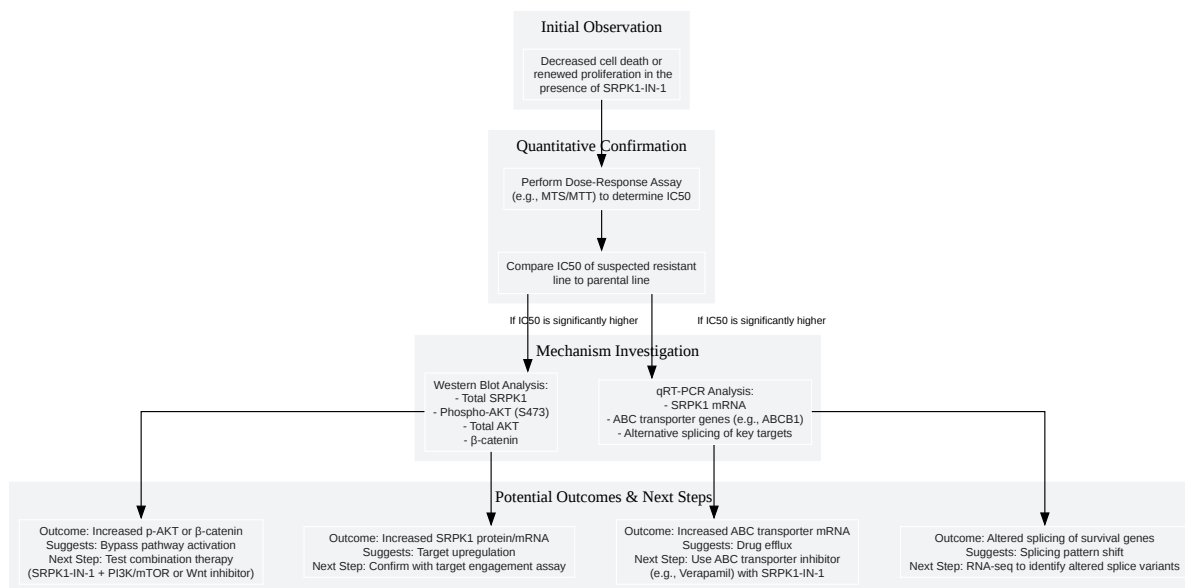 Initial Observation
Decreased cell death or
renewed proliferation in the
presence of SRPK1-IN-1
Quantitative Confirmation
Perform Dose-Response Assay
(e.g., MTS/MTT) to determine IC50
Compare IC50 of suspected resistant
line to parental line
If IC50 is significantly higher
If IC50 is significantly higher
Mechanism Investigation
Western Blot Analysis:
- Total SRPK1
- Phospho-AKT (S473)
- Total AKT
- β-catenin
qRT-PCR Analysis:
- SRPK1 mRNA
- ABC transporter genes (e.g., ABCB1)
- Alternative splicing of key targets
Potential Outcomes & Next Steps
Outcome: Increased p-AKT or β-catenin
Suggests: Bypass pathway activation
Next Step: Test combination therapy
(SRPK1-IN-1 + PI3K/mTOR or Wnt inhibitor)
Outcome: Increased SRPK1 protein/mRNA
Suggests: Target upregulation
Next Step: Confirm with target engagement assay
Outcome: Increased ABC transporter mRNA
Suggests: Drug efflux
Next Step: Use ABC transporter inhibitor
(e.g., Verapamil) with SRPK1-IN-1
Outcome: Altered splicing of survival genes
Suggests: Splicing pattern shift
Next Step: RNA-seq to identify altered splice variants